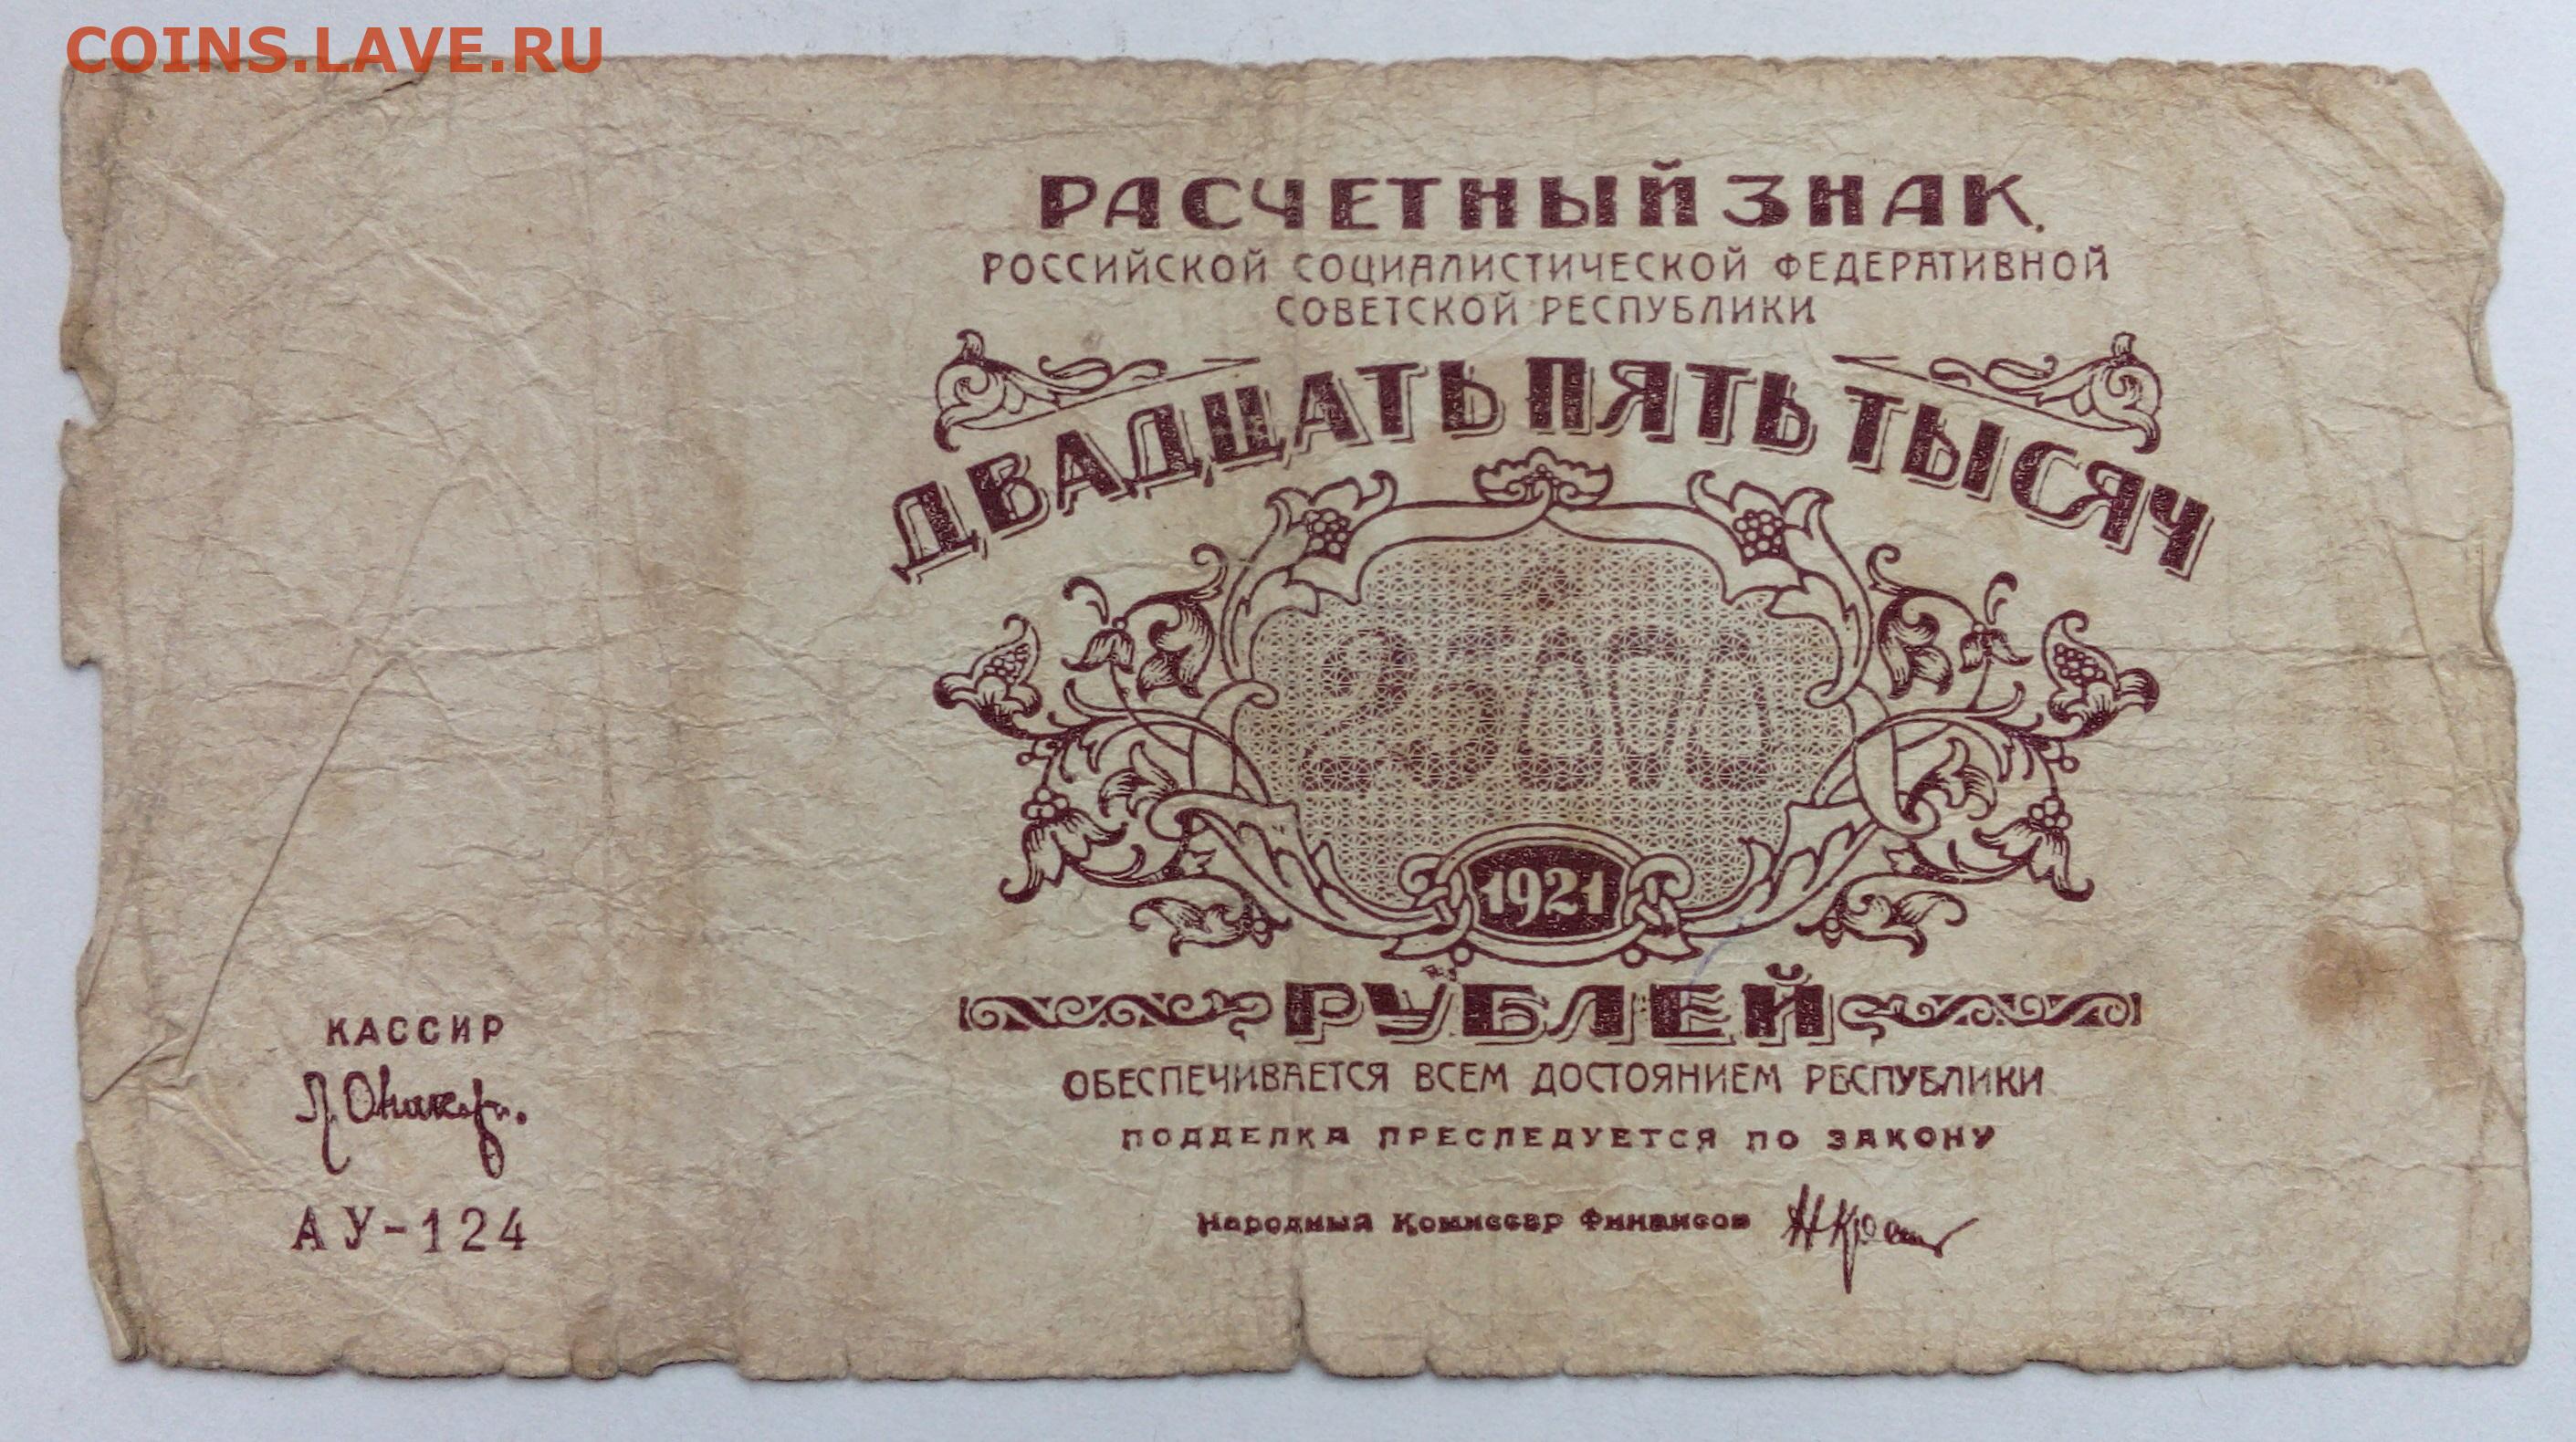 COINS.LAVE.RU
РАСЧЕТНЫЙ ЗНАК.
РОССИЙСКОЙ СОЦИАЛИСТИЧЕСКОЙ ФЕДЕРАТИВНОЙ
СОВЕТСКОЙ РЕСПУБЛИКИ
ДВАДЦАТЬ ПЯТЬ ТЫСЯЧ
25000
1921
РУБЛЕЙ
ОБЕСПЕЧИВАЕТСЯ ВСЕМ ДОСТОЯНИЕМ РЕСПУБЛИКИ
ПОДДЕЛКА ПРЕСЛЕДУЕТСЯ ПО ЗАКОНУ
Народный Комиссар Финансов
КАССИР
АУ-124